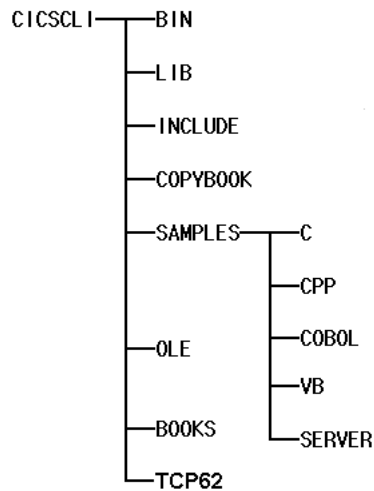 CICSCLI BIN
LIB
INCLUDE
COPYBOOK
SAMPLES C
CPP
COBOL
OLE
VB
BOOKS
SERVER
TCP62